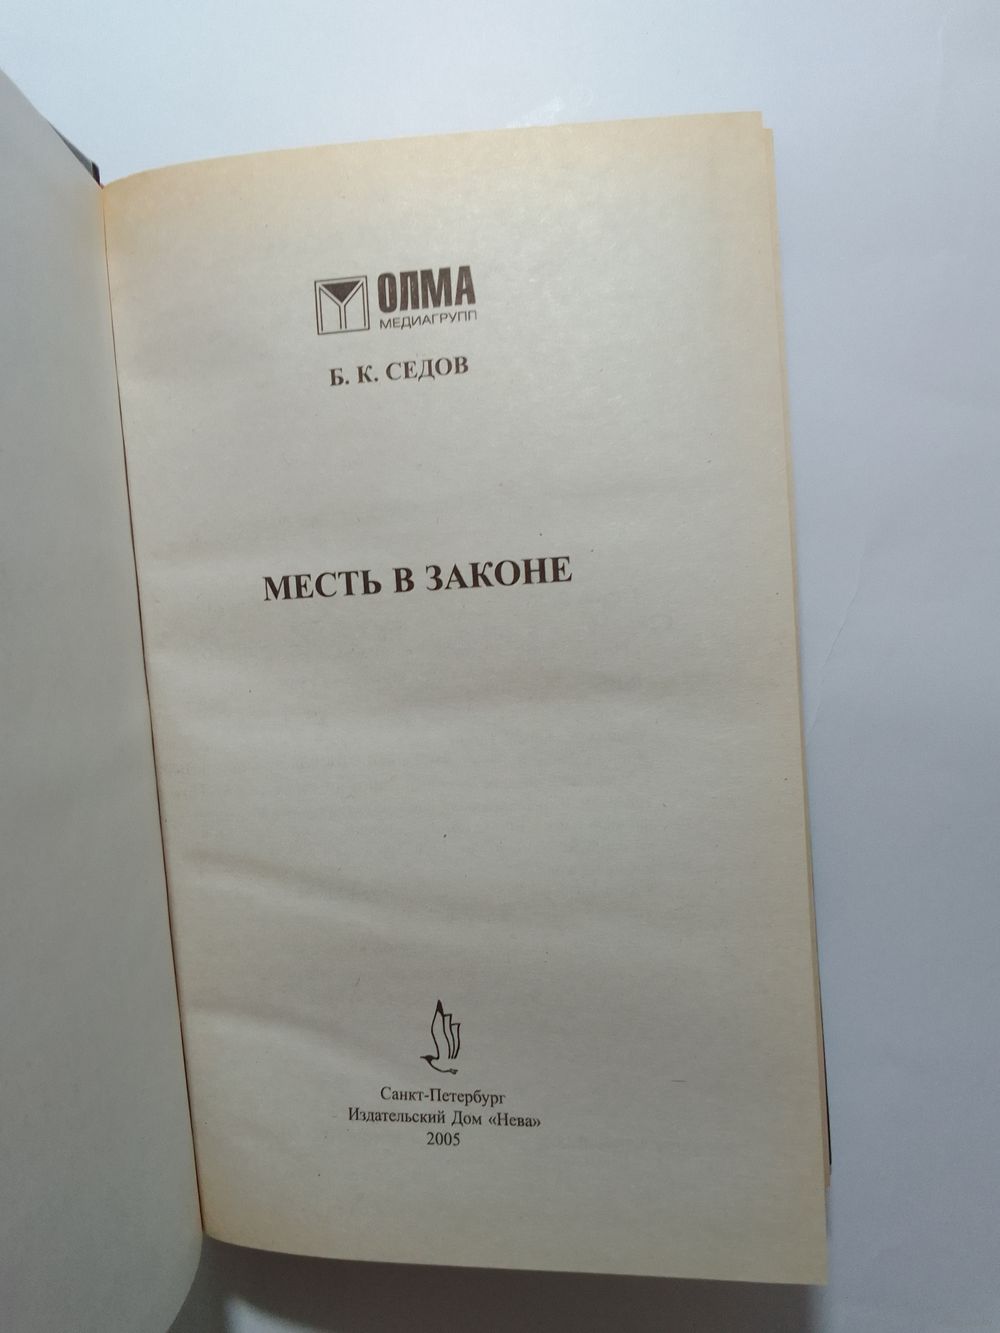 ОЛМА
МЕДИАГРУПП
Б. К. СЕДОВ
МЕСТЬ В ЗАКОНЕ
Санкт-Петербург
Издательский Дом «Нева»
2005